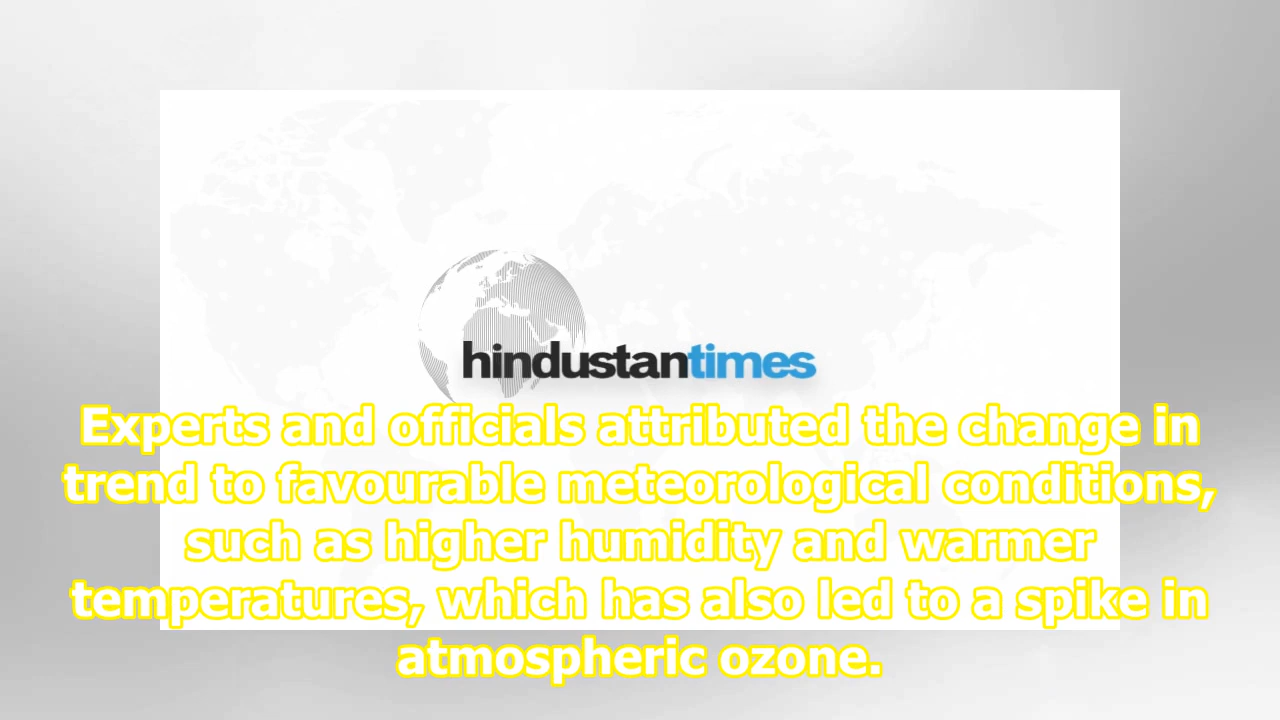 hindustantimes
Experts and officials attributed the change in
trend to favourable meteorological conditions,
such as higher humidity and warmer
temperatures, which has also led to a spike in
atmospheric ozone.